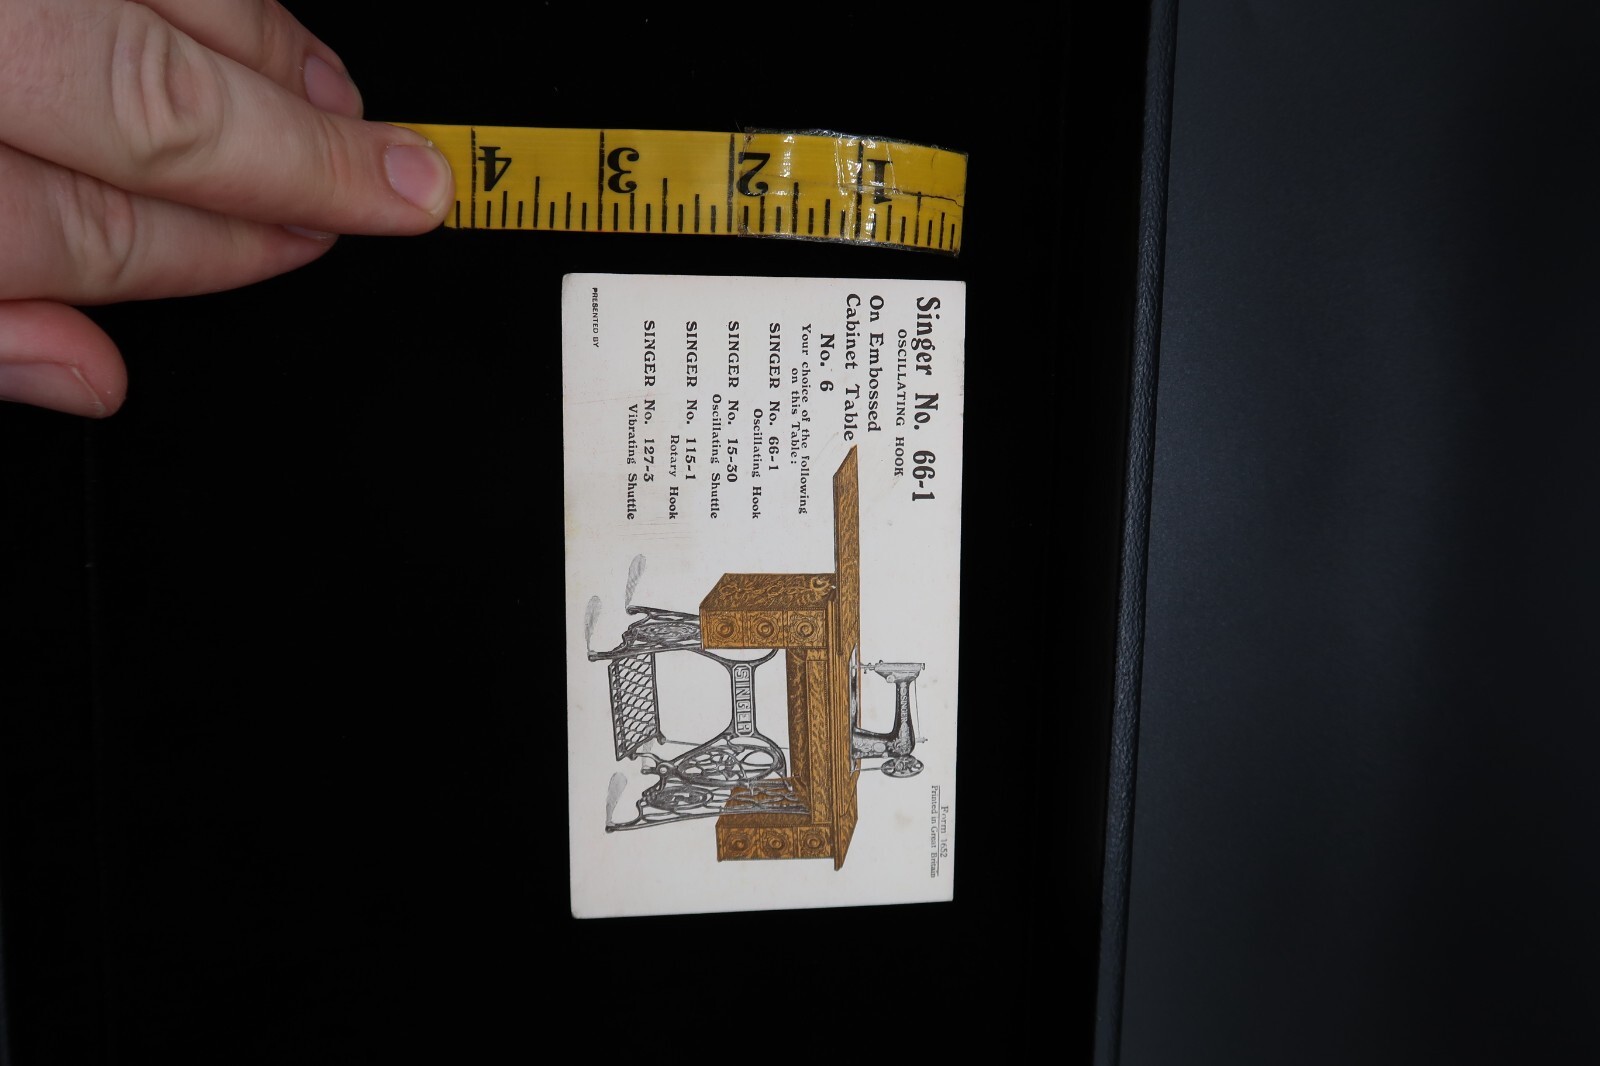 Singer No. 66-1
OSCILLATING HOOK
On Embossed
Cabinet Table
No. 6
Your choice of the following
on this Table:
SINGER No. 66-1
Oscillating Hook
SINGER No. 15-30
Oscillating Shuttle
SINGER No. 115-1
Rotary Hook
SINGER No. 127-3
Vibrating Shuttle
PRESENTED BY
Form 1652
Printed in Great Britain
SINGER
SINGER
1
2
3
4